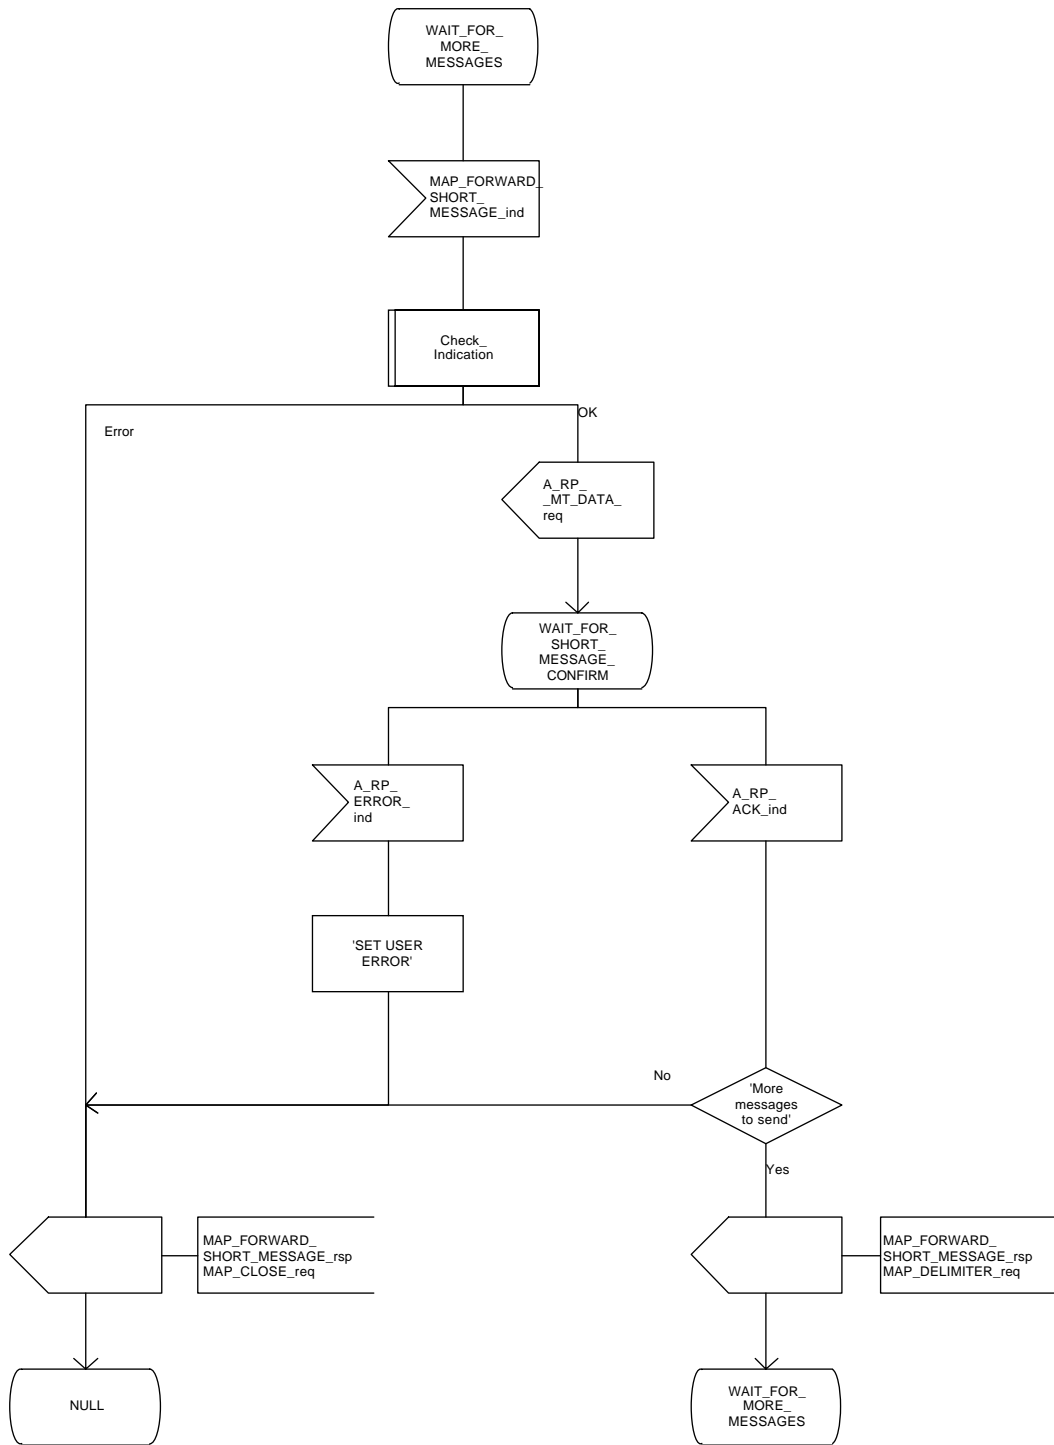 WAIT_FOR_
MORE_
MESSAGES
MAP_FORWARD_
SHORT_
MESSAGE_ind
Check_
Indication
OK
Error
A_RP_
_MT_DATA_
req
WAIT_FOR_
SHORT_
MESSAGE_
CONFIRM
A_RP_
ERROR_
ind
A_RP_
ACK_ind
'SET USER
ERROR'
No
'More
messages
to send'
Yes
MAP_FORWARD_
SHORT_MESSAGE_rsp
MAP_CLOSE_req
MAP_FORWARD_
SHORT_MESSAGE_rsp
MAP_DELIMITER_req
NULL
WAIT_FOR_
MORE_
MESSAGES